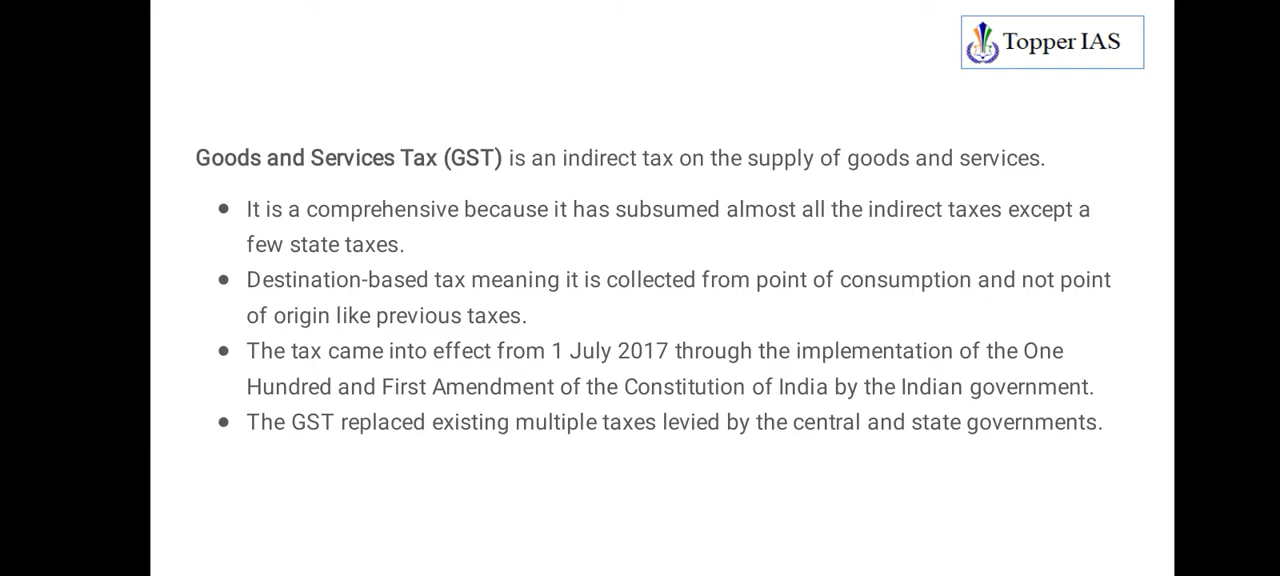 Topper IAS
Goods and Services Tax (GST) is an indirect tax on the supply of goods and services.
● It is a comprehensive because it has subsumed almost all the indirect taxes except a
few state taxes.
● Destination-based tax meaning it is collected from point of consumption and not point
of origin like previous taxes.
● The tax came into effect from 1 July 2017 through the implementation of the One
Hundred and First Amendment of the Constitution of India by the Indian government.
● The GST replaced existing multiple taxes levied by the central and state governments.